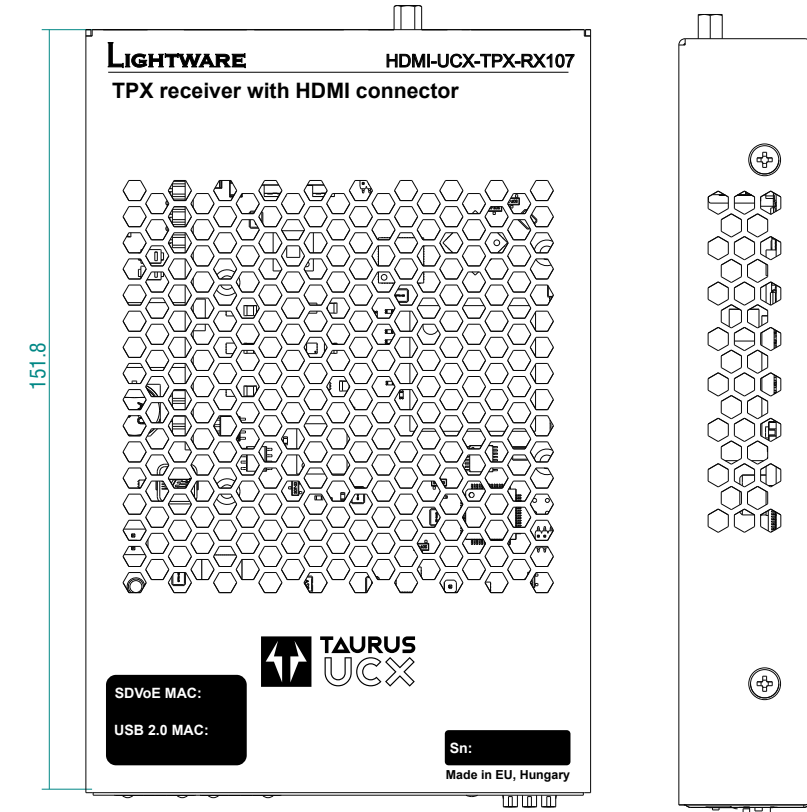 LIGHTWARE
HDMI-UCX-TPX-RX107
TPX receiver with HDMI connector
151.8
TAURUS
UCX
SDVoE MAC:
USB 2.0 MAC:
Sn:
Made in EU, Hungary